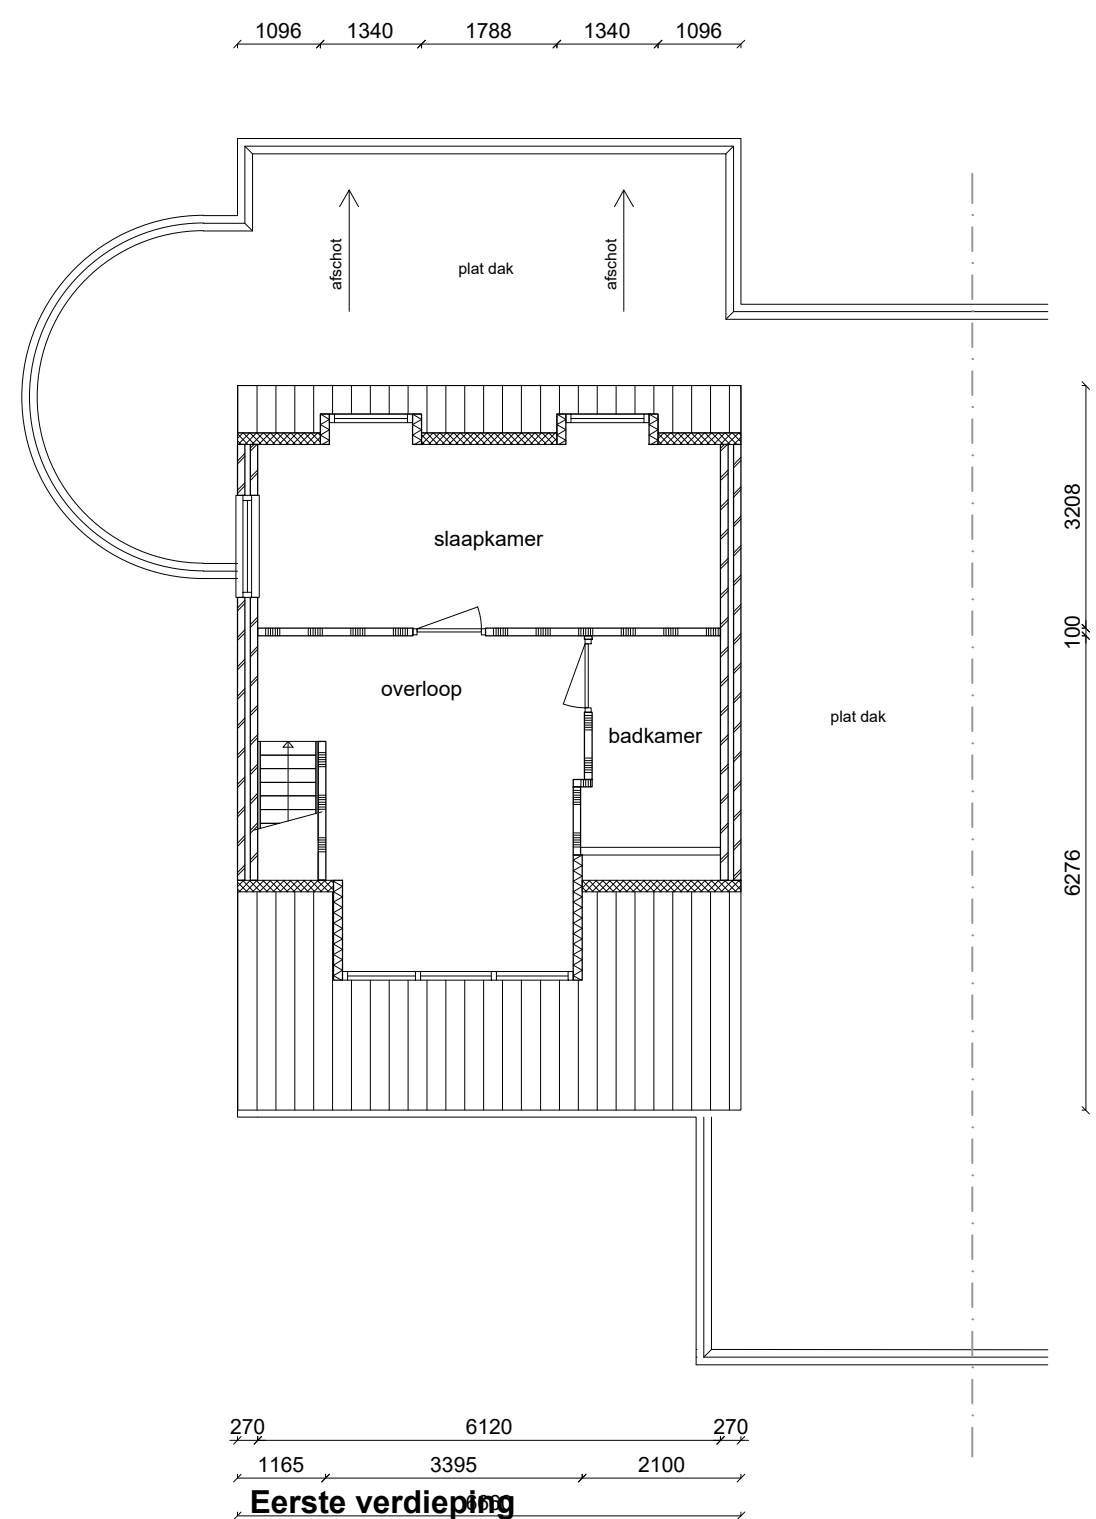 1096 1340 1788 1340 1096
afschot
afschot
plat dak
slaapkamer
3208
100
overloop
plat dak
badkamer
6276
270 6120 270
1165 3395 2100
Eerste verdieping
6660